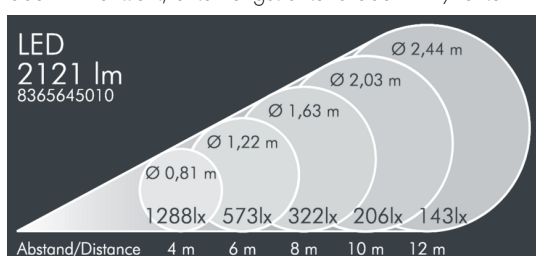 LED
2121 lm
8365645010
Ø 2,44 m
Ø 2,03 m
Ø 1,63 m
Ø 1,22 m
Ø 0,81 m
1288lx 573lx 322lx 206lx 143lx
Abstand/Distance 4 m 6 m 8 m 10 m 12 m